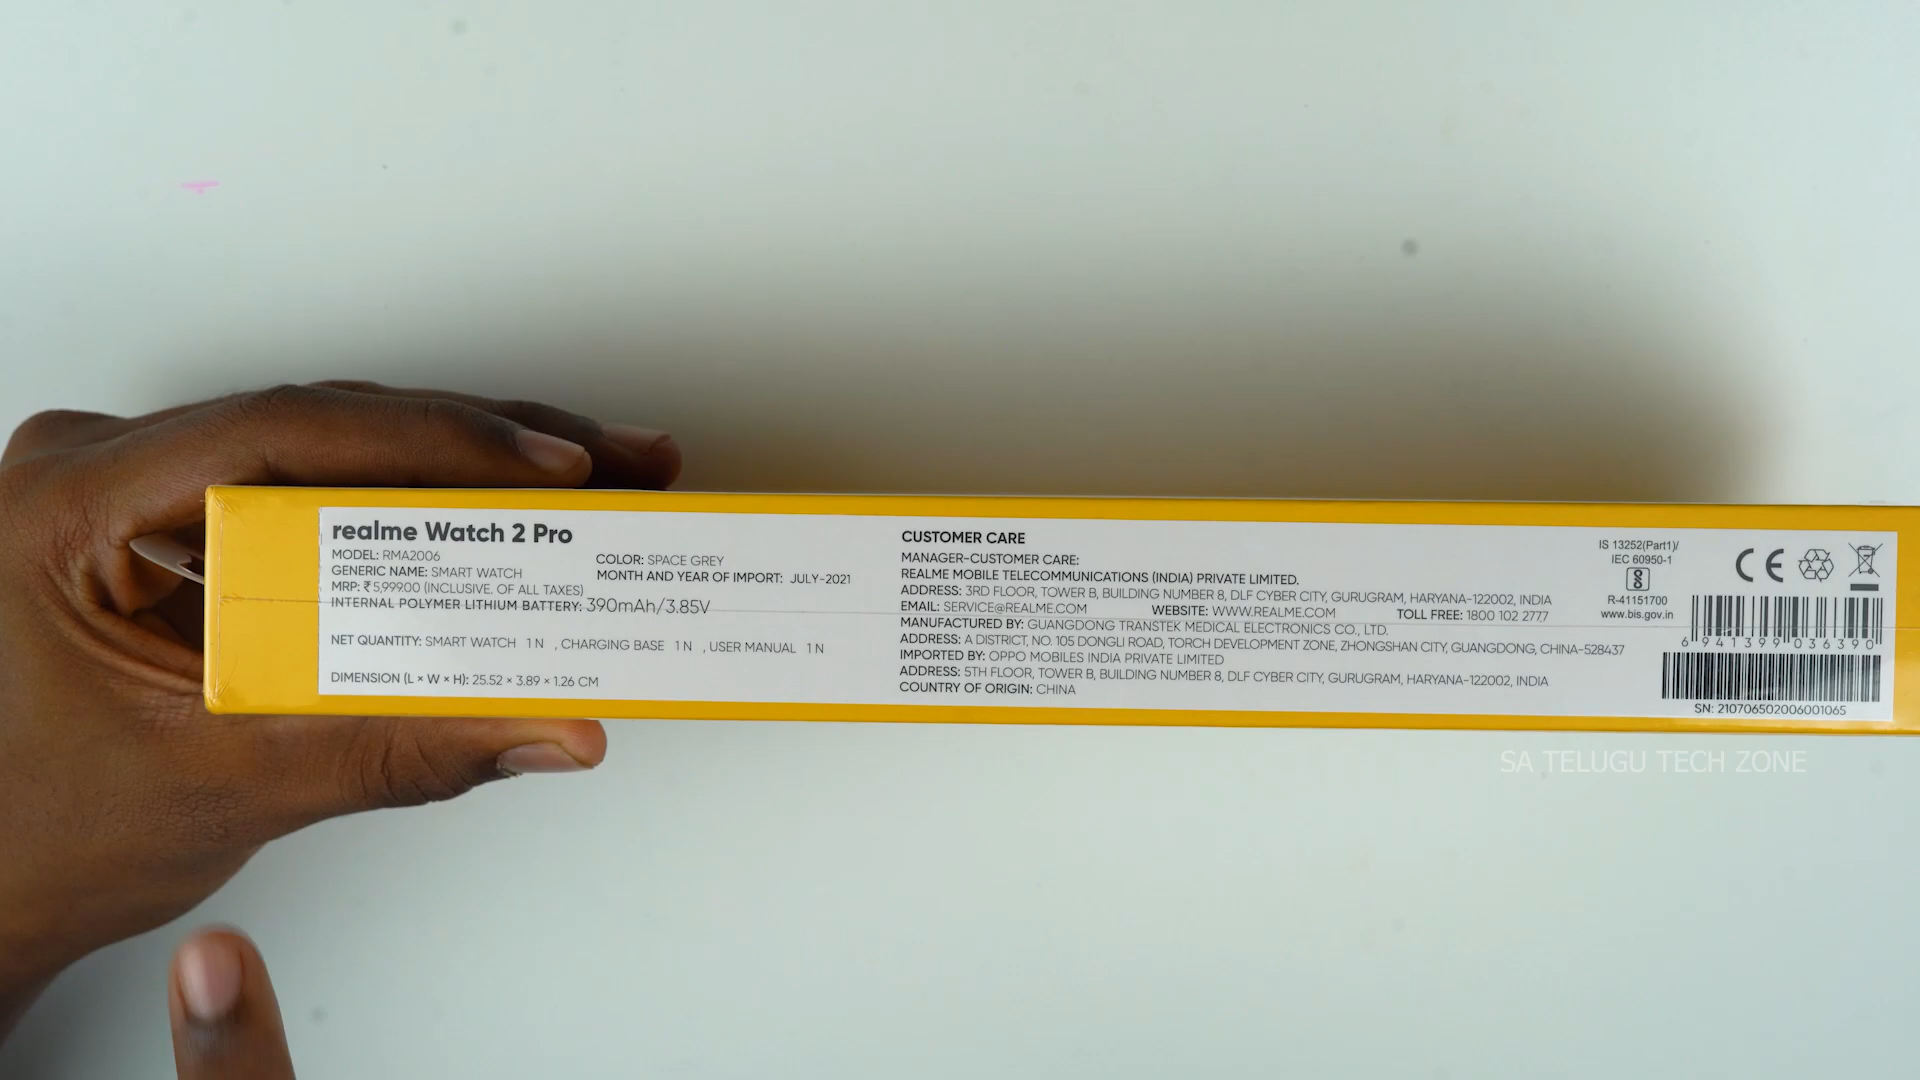 realme Watch 2 Pro
MODEL: RMA2006
GENERIC NAME: SMART WATCH
MRP: ₹5,999.00 (INCLUSIVE. OF ALL TAXES)
INTERNAL POLYMER LITHIUM BATTERY: 390mAh/3.85V
COLOR: SPACE GREY
MONTH AND YEAR OF IMPORT: JULY-2021
NET QUANTITY: SMART WATCH 1 N , CHARGING BASE 1 N , USER MANUAL 1 N
DIMENSION (L × W × H): 25.52 × 3.89 × 1.26 CM
CUSTOMER CARE
MANAGER-CUSTOMER CARE:
REALME MOBILE TELECOMMUNICATIONS (INDIA) PRIVATE LIMITED.
ADDRESS: 3RD FLOOR, TOWER B, BUILDING NUMBER 8, DLF CYBER CITY, GURUGRAM, HARYANA-122002, INDIA
EMAIL: SERVICE@REALME.COM WEBSITE: WWW.REALME.COM TOLL FREE: 1800 102 2777
MANUFACTURED BY: GUANGDONG TRANSTEK MEDICAL ELECTRONICS CO., LTD.
ADDRESS: A DISTRICT, NO. 105 DONGLI ROAD, TORCH DEVELOPMENT ZONE, ZHONGSHAN CITY, GUANGDONG, CHINA-528437
IMPORTED BY: OPPO MOBILES INDIA PRIVATE LIMITED
ADDRESS: 5TH FLOOR, TOWER B, BUILDING NUMBER 8, DLF CYBER CITY, GURUGRAM, HARYANA-122002, INDIA
COUNTRY OF ORIGIN: CHINA
IS 13252(Part1)/
IEC 60950-1
R-41151700
www.bis.gov.in
CE
6 941399 036390
SN: 210706502006001065
SA TELUGU TECH ZONE